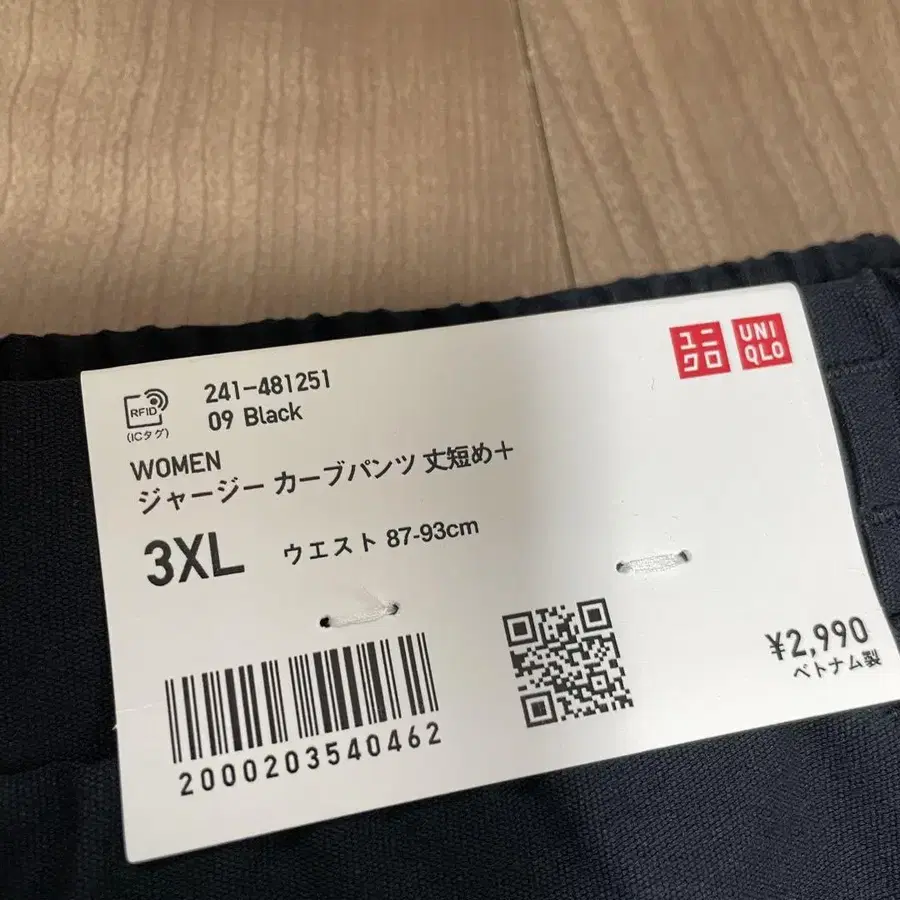 ユニ
クロ
UNI
QLO
RFID
(ICタグ)
241-481251
09 Black
WOMEN
ジャージー カーブパンツ 丈短め+
3XL
ウエスト 87-93cm
¥2,990
ベトナム製
2000203540462